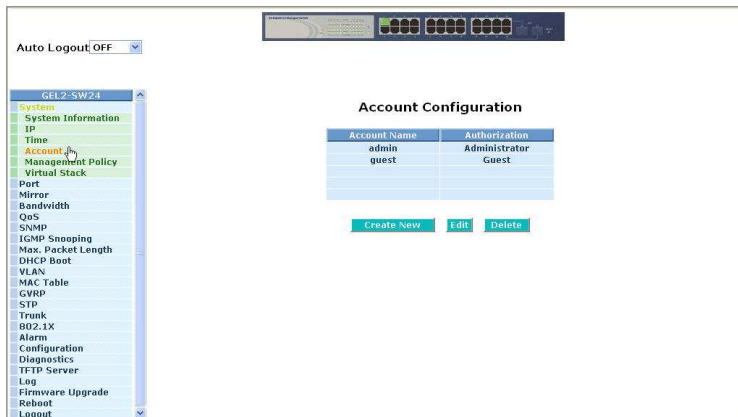 Auto Logout OFF
GEL2-SW24
System
System Information
IP
Time
Account
Management Policy
Virtual Stack
Port
Mirror
Bandwidth
QoS
SNMP
IGMP Snooping
Max. Packet Length
DHCP Boot
VLAN
MAC Table
GVRP
STP
Trunk
802.1X
Alarm
Configuration
Diagnostics
TFTP Server
Log
Firmware Upgrade
Reboot
Logout
Account Configuration
Account Name Authorization
admin Administrator
guest Guest
Create New Edit Delete